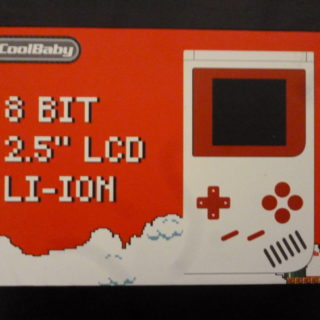 CoolBaby
8 BIT
2.5" LCD
LI-ION